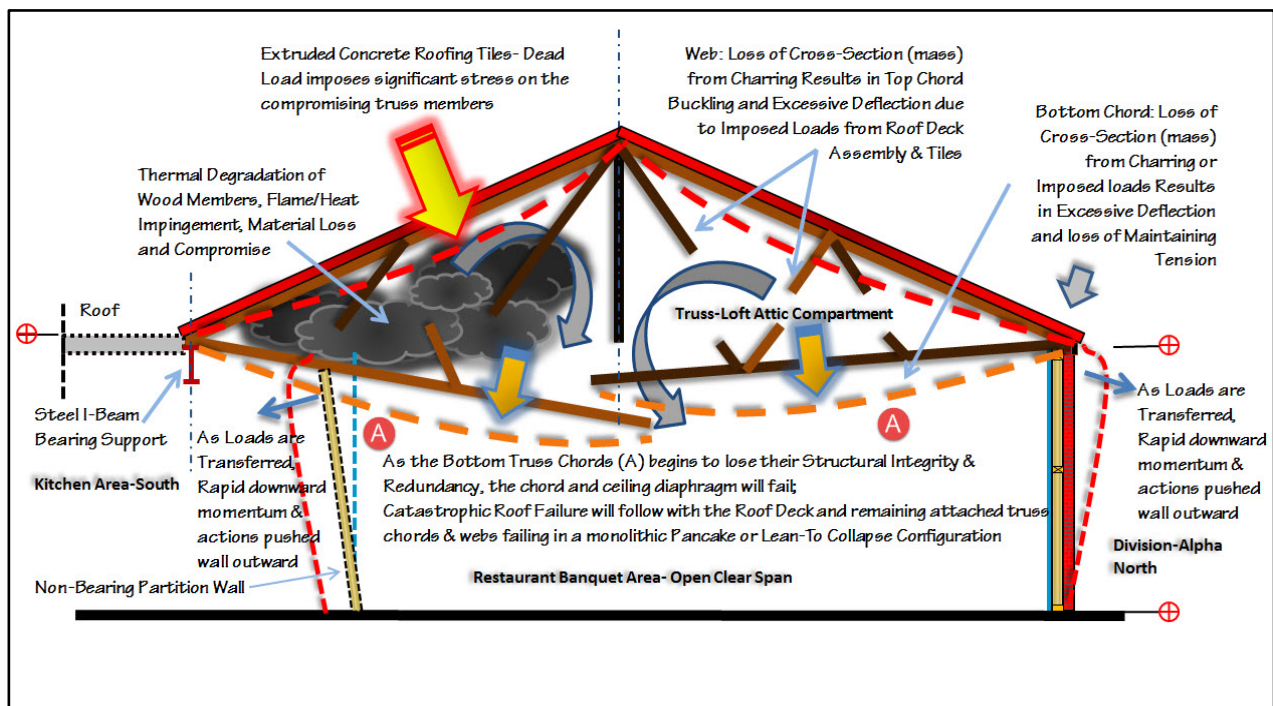 Extruded Concrete Roofing Tiles- Dead
Load imposes significant stress on the
compromising truss members
Web: Loss of Cross-Section (mass)
from Charring Results in Top Chord
Buckling and Excessive Deflection due
to Imposed Loads from Roof Deck
Assembly & Tiles
Bottom Chord: Loss of
Cross-Section (mass)
from Charring or
Imposed loads Results
in Excessive Deflection
and loss of Maintaining
Tension
Thermal Degradation of
Wood Members, Flame/Heat
Impingement, Material Loss
and Compromise
Roof
Truss-Loft Attic Compartment
Steel I-Beam
Bearing Support
Kitchen Area-South
As Loads are
Transferred,
Rapid downward
momentum &
actions pushed
wall outward
Non-Bearing Partition Wall
A
A
As the Bottom Truss Chords (A) begins to lose their Structural Integrity &
Redundancy, the chord and ceiling diaphragm will fail;
Catastrophic Roof Failure will follow with the Roof Deck and remaining attached truss
chords & webs failing in a monolithic Pancake or Lean-To Collapse Configuration
Restaurant Banquet Area- Open Clear Span
As Loads are
Transferred,
Rapid downward
momentum &
actions pushed
wall outward
Division-Alpha
North